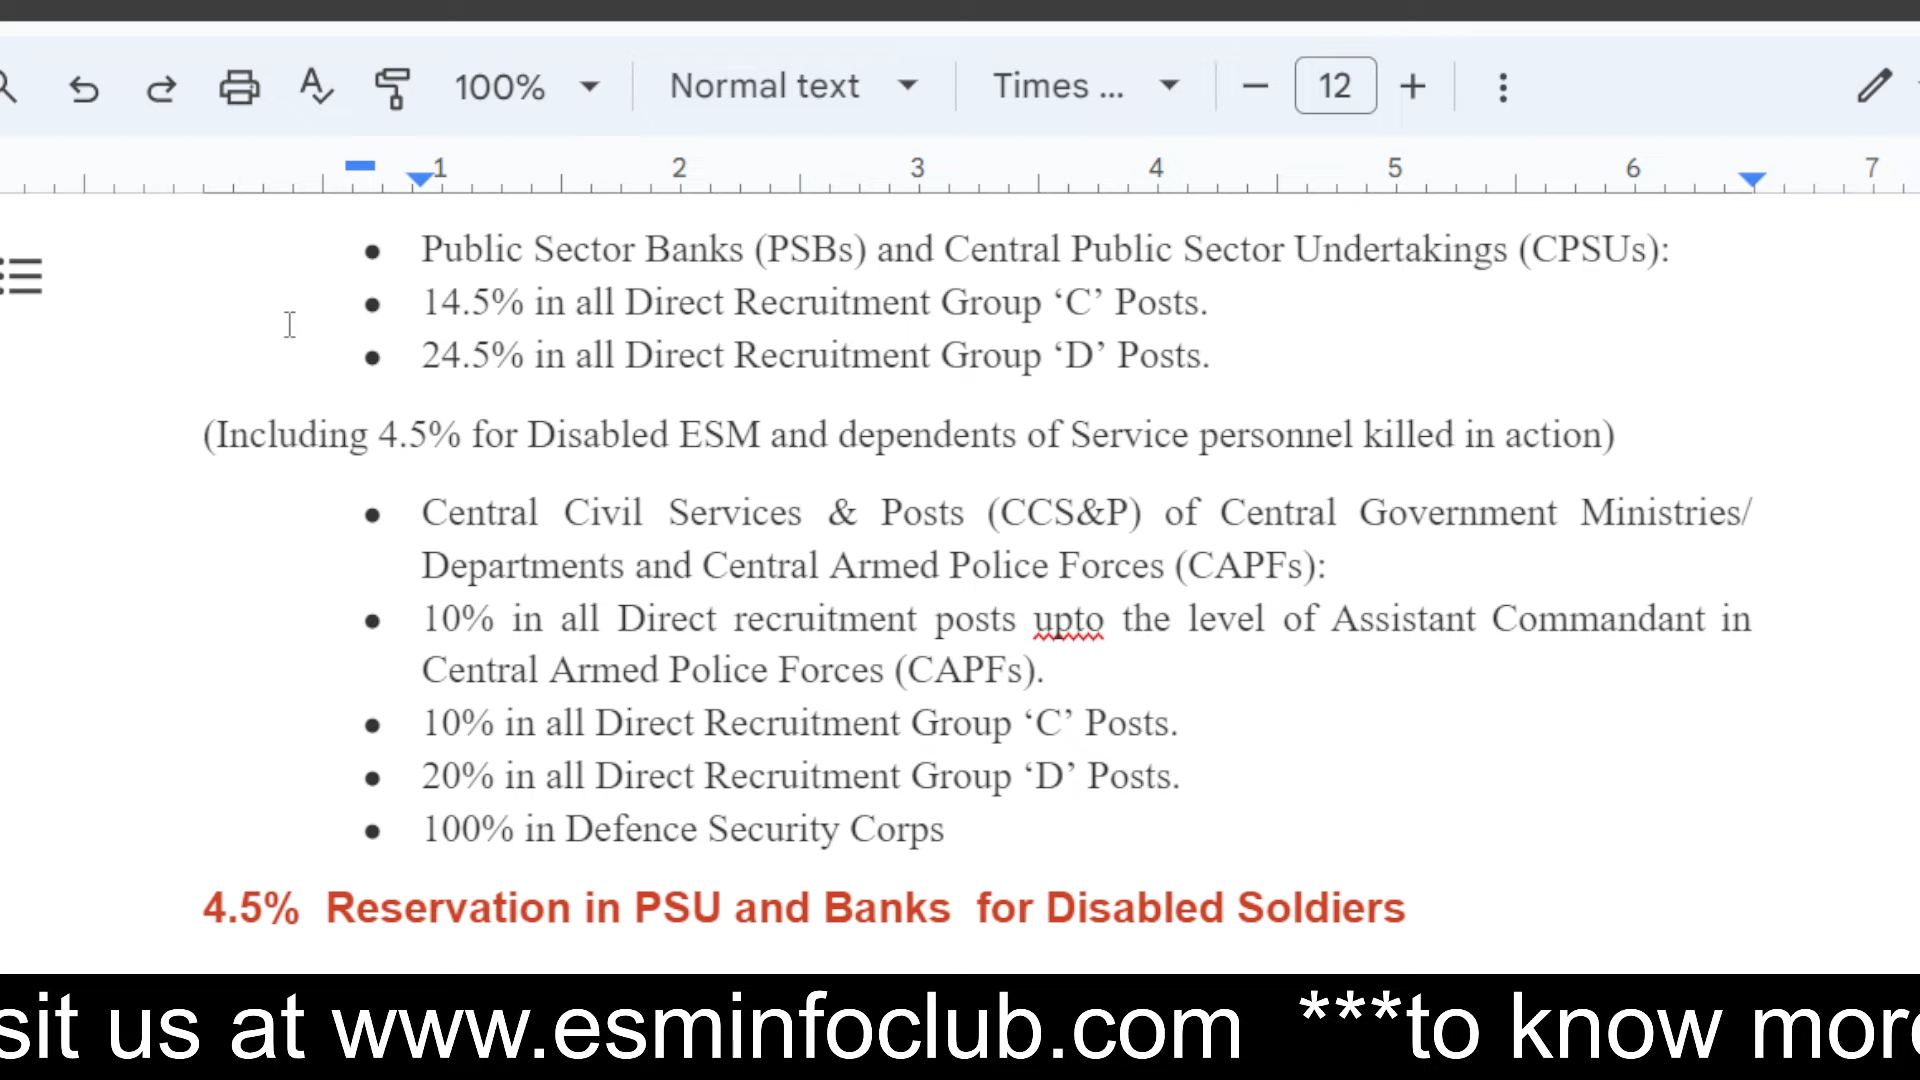 100% Normal text Times ... 12
1 2 3 4 5 6 7
Public Sector Banks (PSBs) and Central Public Sector Undertakings (CPSUs):
14.5% in all Direct Recruitment Group ‘C’ Posts.
24.5% in all Direct Recruitment Group ‘D’ Posts.
(Including 4.5% for Disabled ESM and dependents of Service personnel killed in action)
Central Civil Services & Posts (CCS&P) of Central Government Ministries/
Departments and Central Armed Police Forces (CAPFs):
10% in all Direct recruitment posts upto the level of Assistant Commandant in
Central Armed Police Forces (CAPFs).
10% in all Direct Recruitment Group ‘C’ Posts.
20% in all Direct Recruitment Group ‘D’ Posts.
100% in Defence Security Corps
4.5% Reservation in PSU and Banks for Disabled Soldiers
sit us at www.esminfoclub.com ***to know more